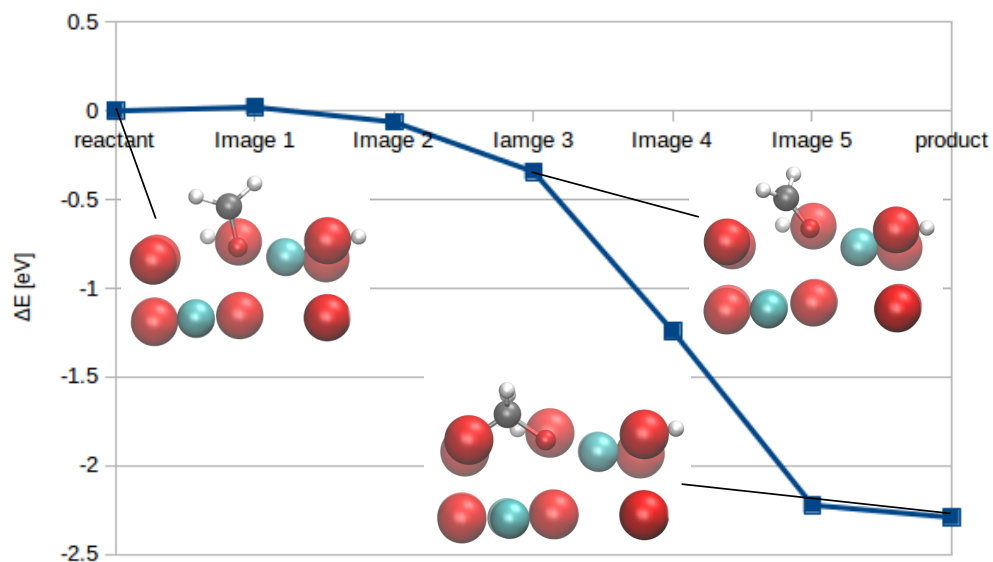 0.5
0
reactant
Image 1
Image 2
Iamge 3
Image 4
Image 5
product
-0.5
ΔE [eV]
-1
-1.5
-2
-2.5